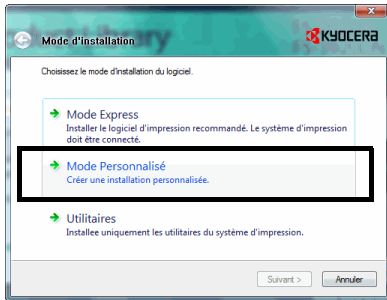 Mode d'installation
KYOCERA
Choisissez le mode d'installation du logiciel.
Mode Express
Installer le logiciel d'impression recommandé. Le système d'impression
doit être connecté.
Mode Personnalisé
Créer une installation personnalisée.
Utilitaires
Installee uniquement les utilitaires du système d'impression.
Suivant >
Annuler